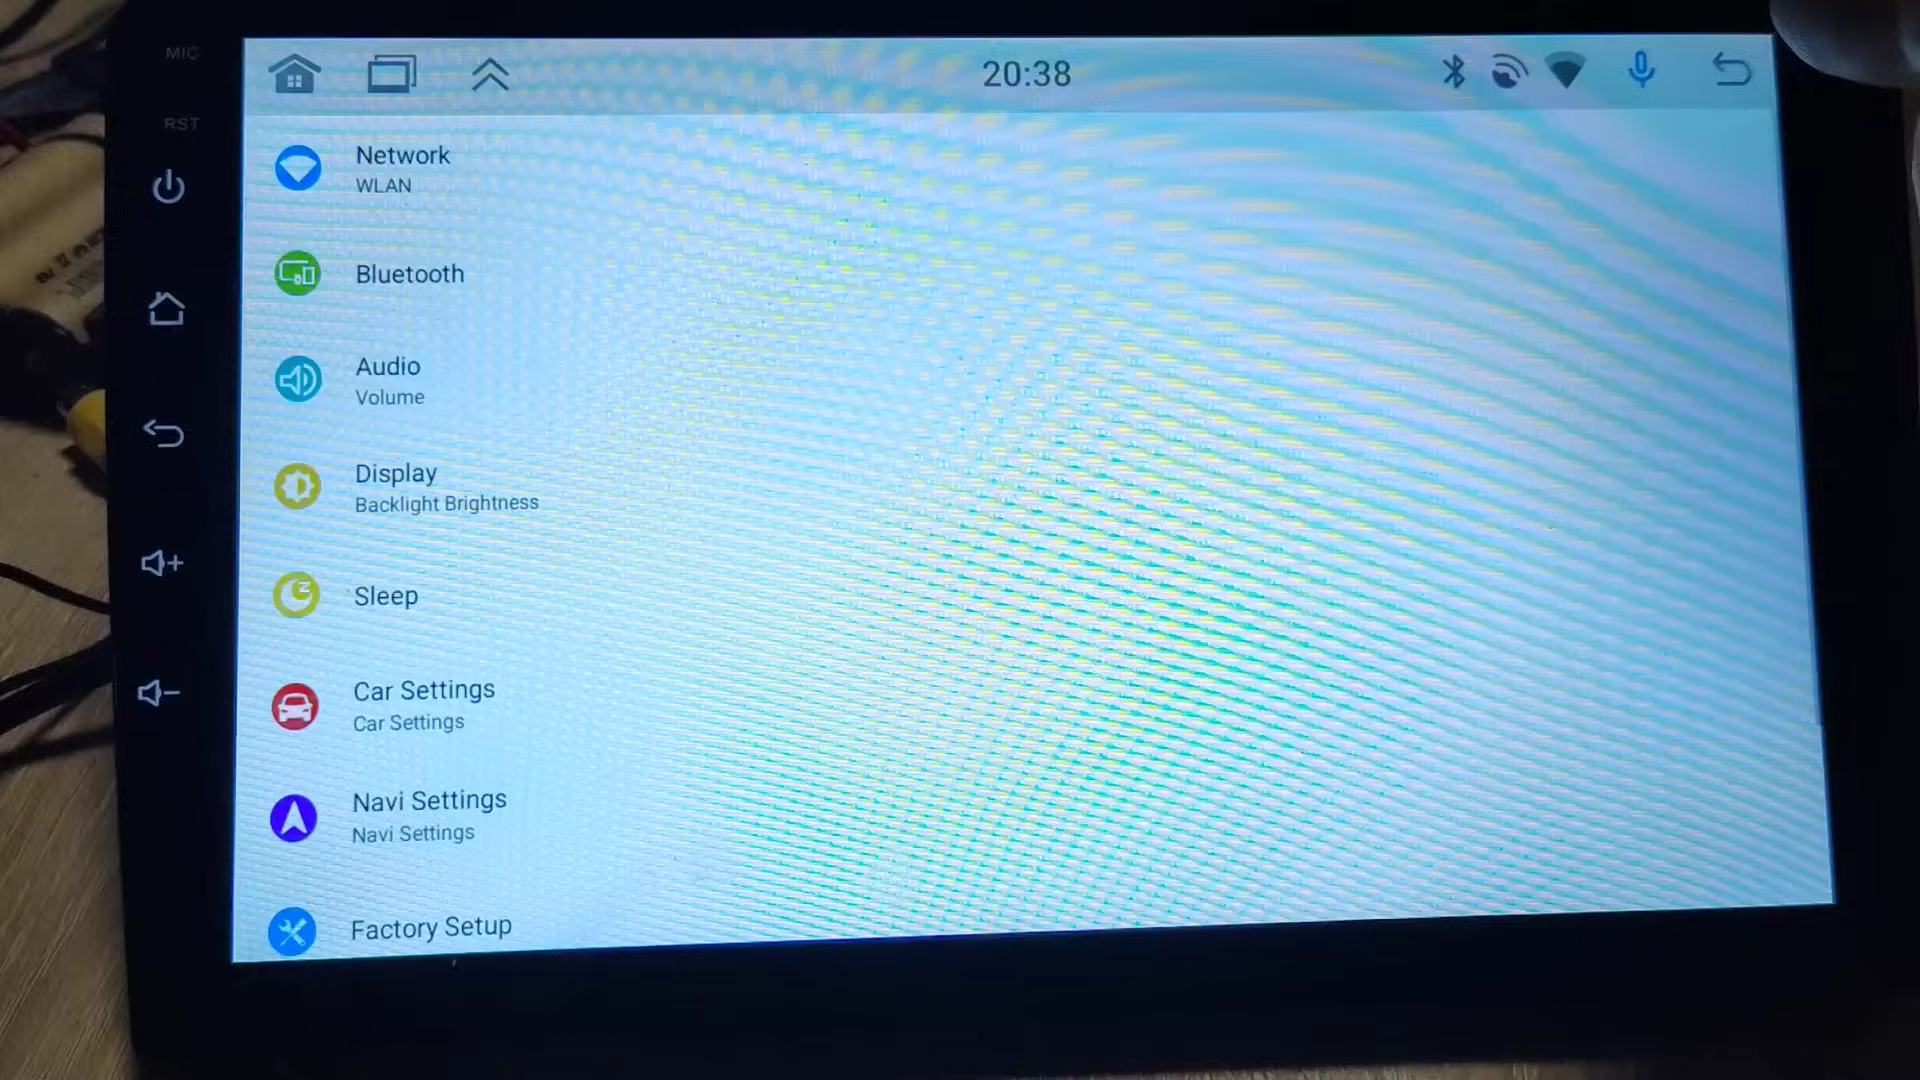 MIC
20:38
RST
Network
WLAN
Bluetooth
Audio
Volume
Display
Backlight Brightness
Sleep
Car Settings
Car Settings
Navi Settings
Navi Settings
Factory Setup